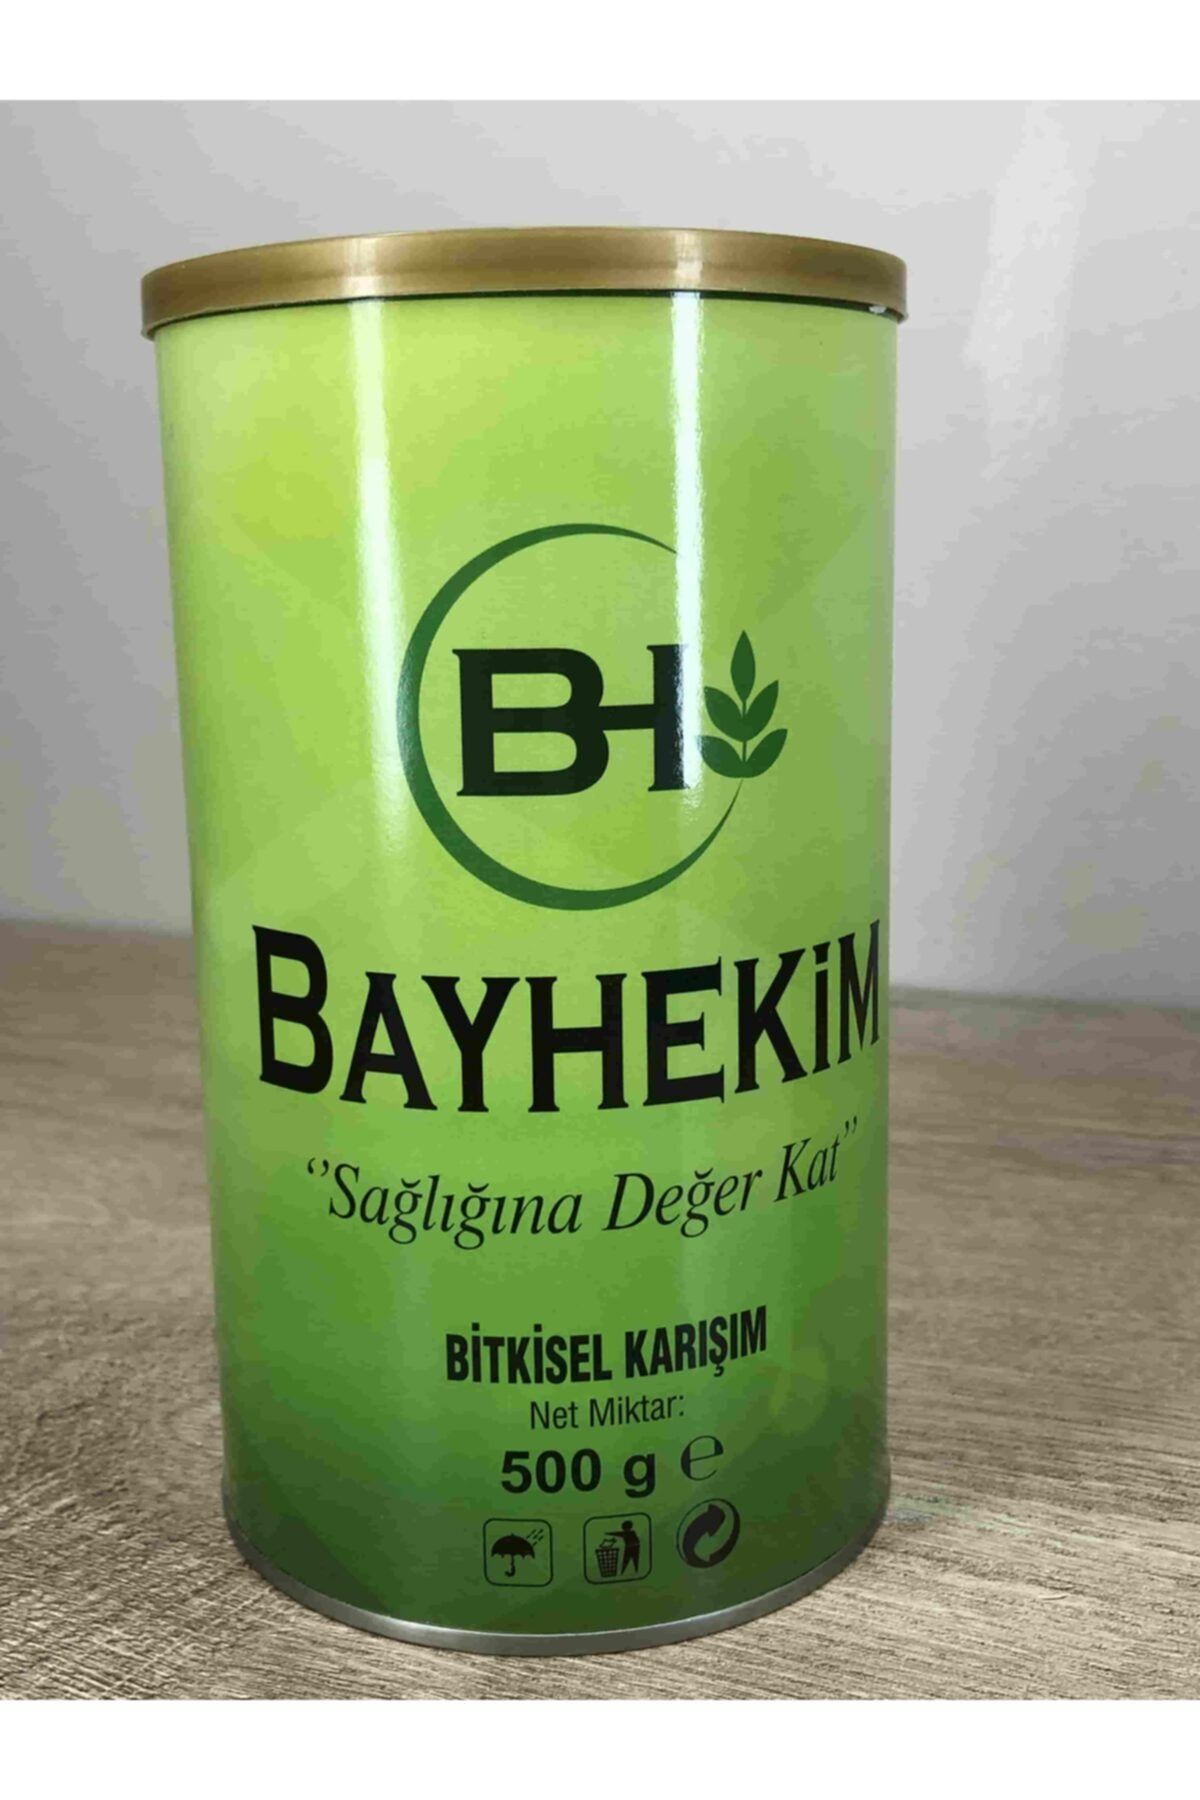 BH
BAYHEKİM
‘’Sağlığına Değer Kat’’
BİTKİSEL KARIŞIM
Net Miktar:
500 g ℮